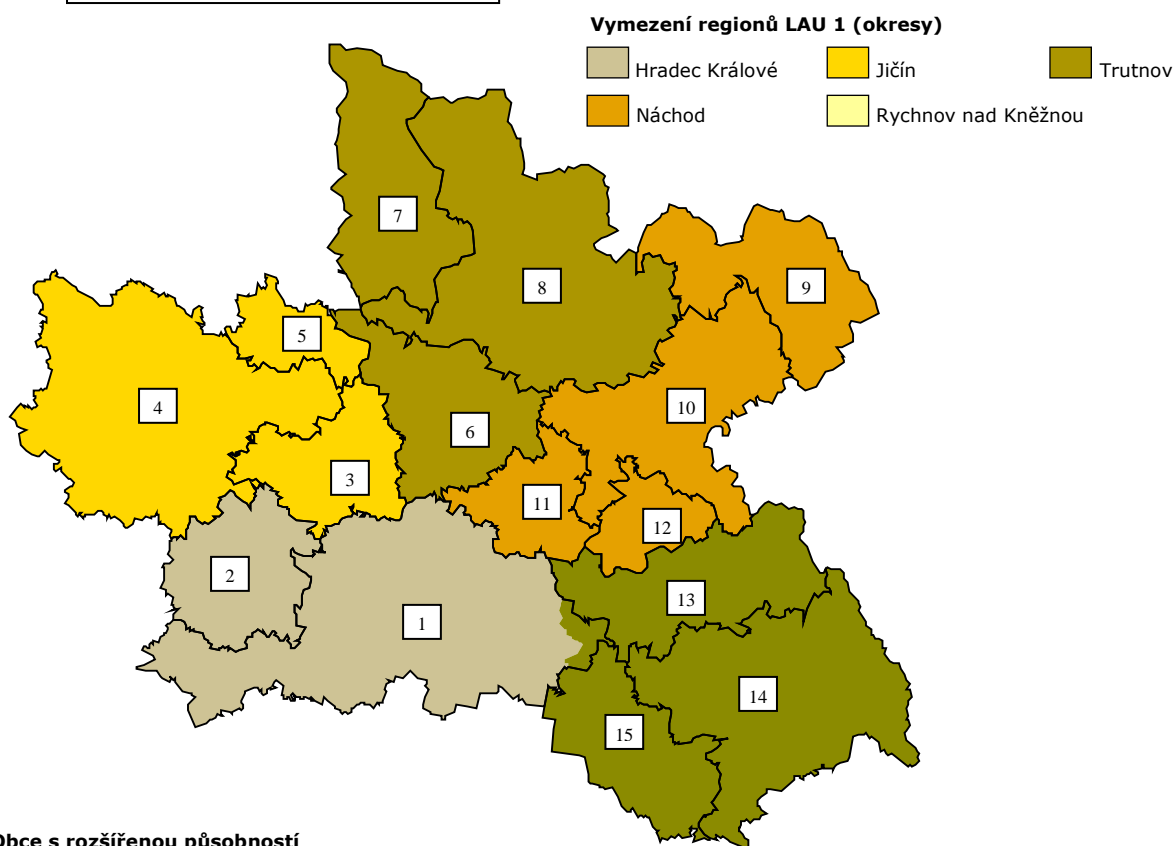 Vymezení regionů LAU 1 (okresy)
Hradec Králové
Jičín
Trutnov
Náchod
Rychnov nad Kněžnou
7
8
9
5
4
10
6
3
11
12
2
13
1
14
15
Obce s rozšířenou působností